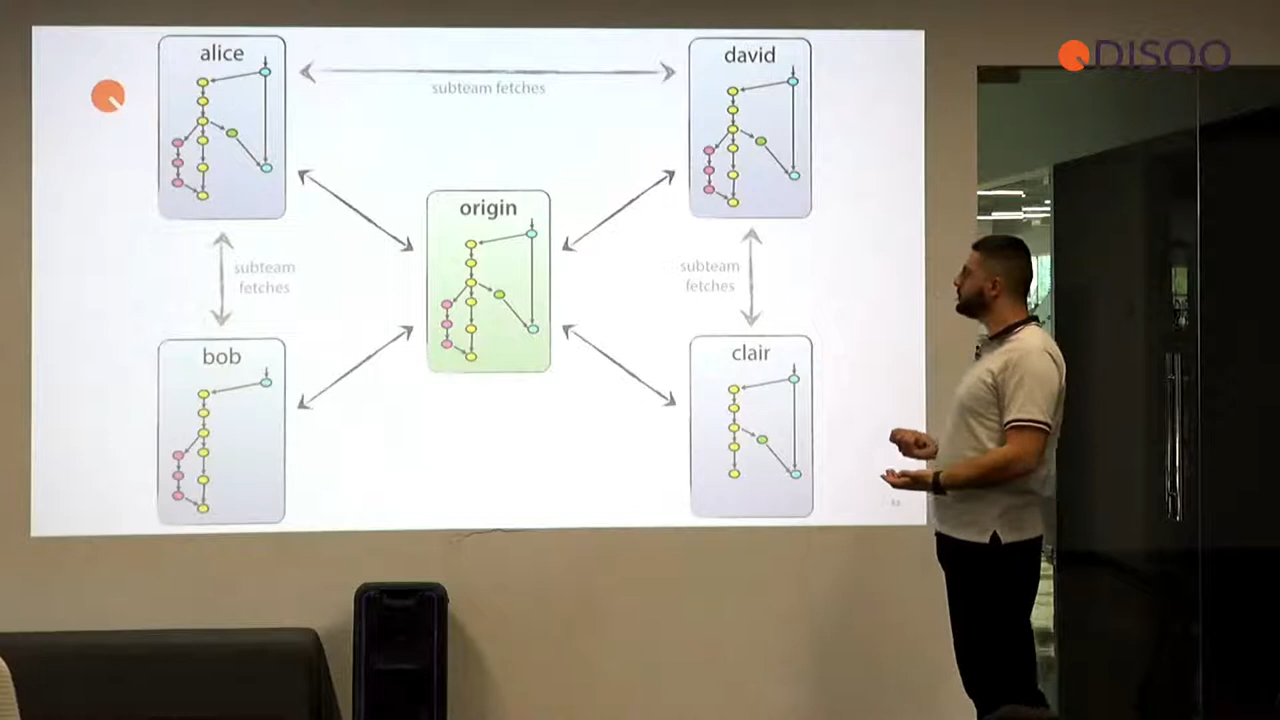 DISQO
alice
david
subteam fetches
origin
subteam
fetches
subteam
fetches
bob
clair